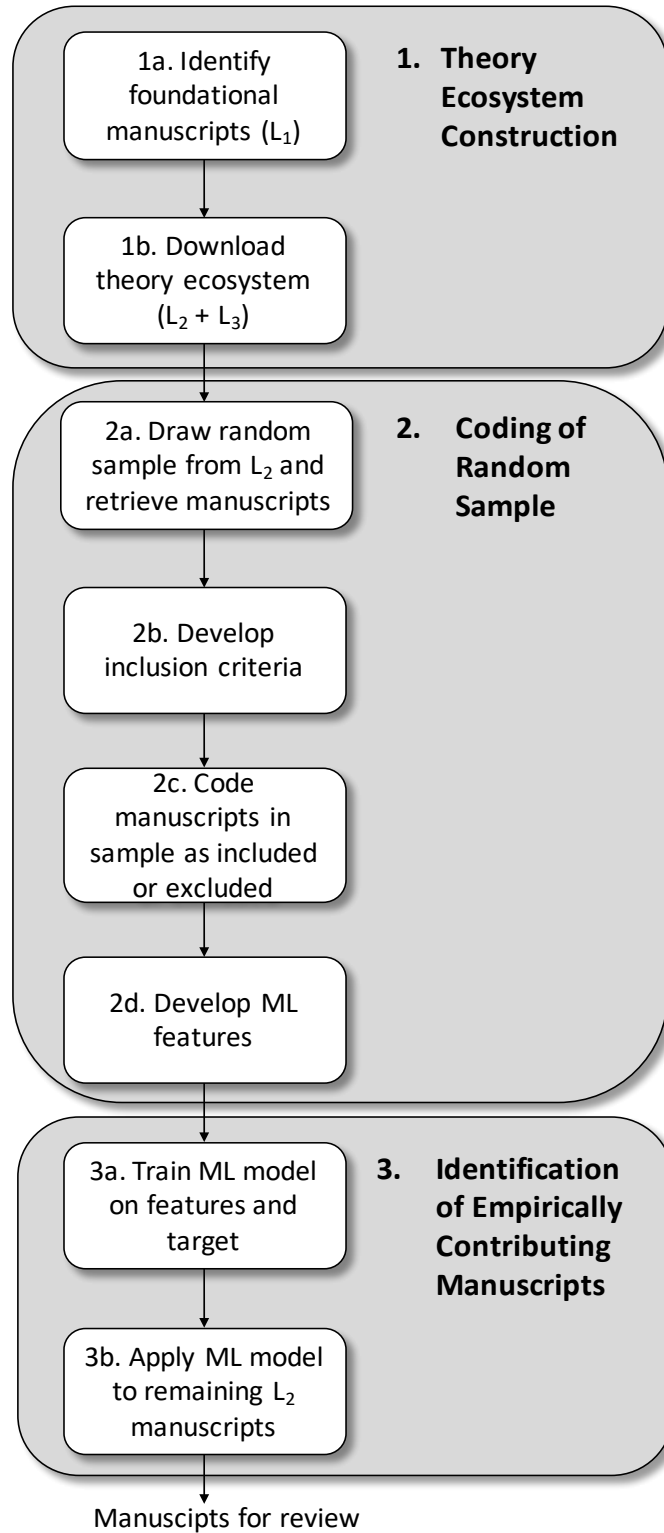 1a. Identify
foundational
manuscripts (L₁)
1. Theory
Ecosystem
Construction
1b. Download
theory ecosystem
(L₂ + L₃)
2a. Draw random
sample from L₂ and
retrieve manuscripts
2. Coding of
Random
Sample
2b. Develop
inclusion criteria
2c. Code
manuscripts in
sample as included
or excluded
2d. Develop ML
features
3a. Train ML model
on features and
target
3. Identification
of Empirically
Contributing
Manuscripts
3b. Apply ML model
to remaining L₂
manuscripts
Manuscipts for review